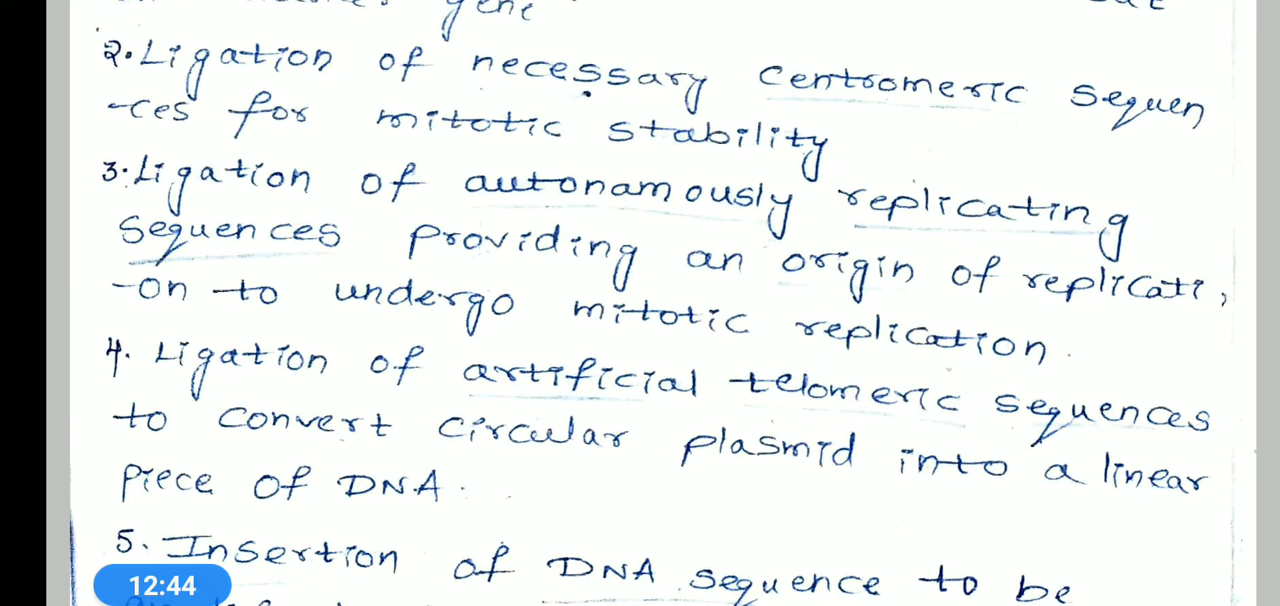 gene
2. Ligation of necessary centromeric sequen
-ces for mitotic stability
3. Ligation of autonamously replicating
sequences providing an origin of replicati,
-on to undergo mitotic replication.
4. Ligation of artificial telomeric sequences
to convert circular plasmid into a linear
piece of DNA.
5. Insertion of DNA sequence to be
12:44